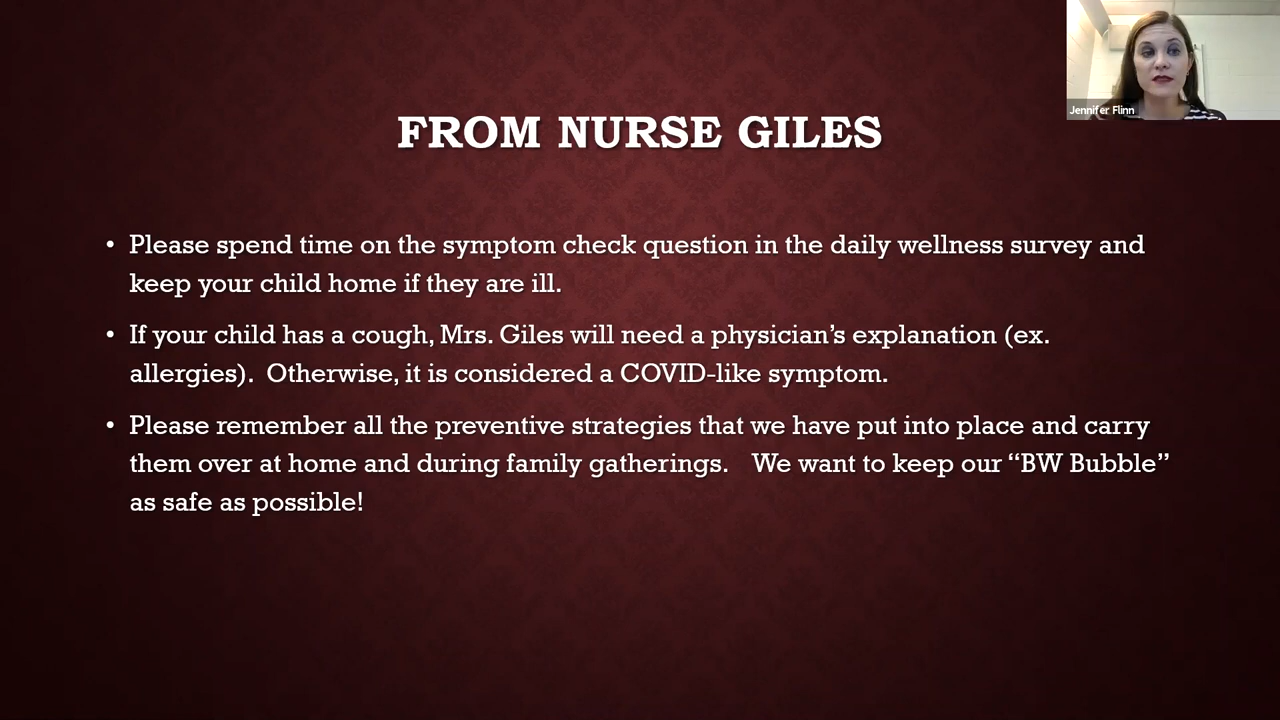 Jennifer Flinn
FROM NURSE GILES
• Please spend time on the symptom check question in the daily wellness survey and
keep your child home if they are ill.
• If your child has a cough, Mrs. Giles will need a physician’s explanation (ex.
allergies).  Otherwise, it is considered a COVID-like symptom.
• Please remember all the preventive strategies that we have put into place and carry
them over at home and during family gatherings.   We want to keep our “BW Bubble”
as safe as possible!